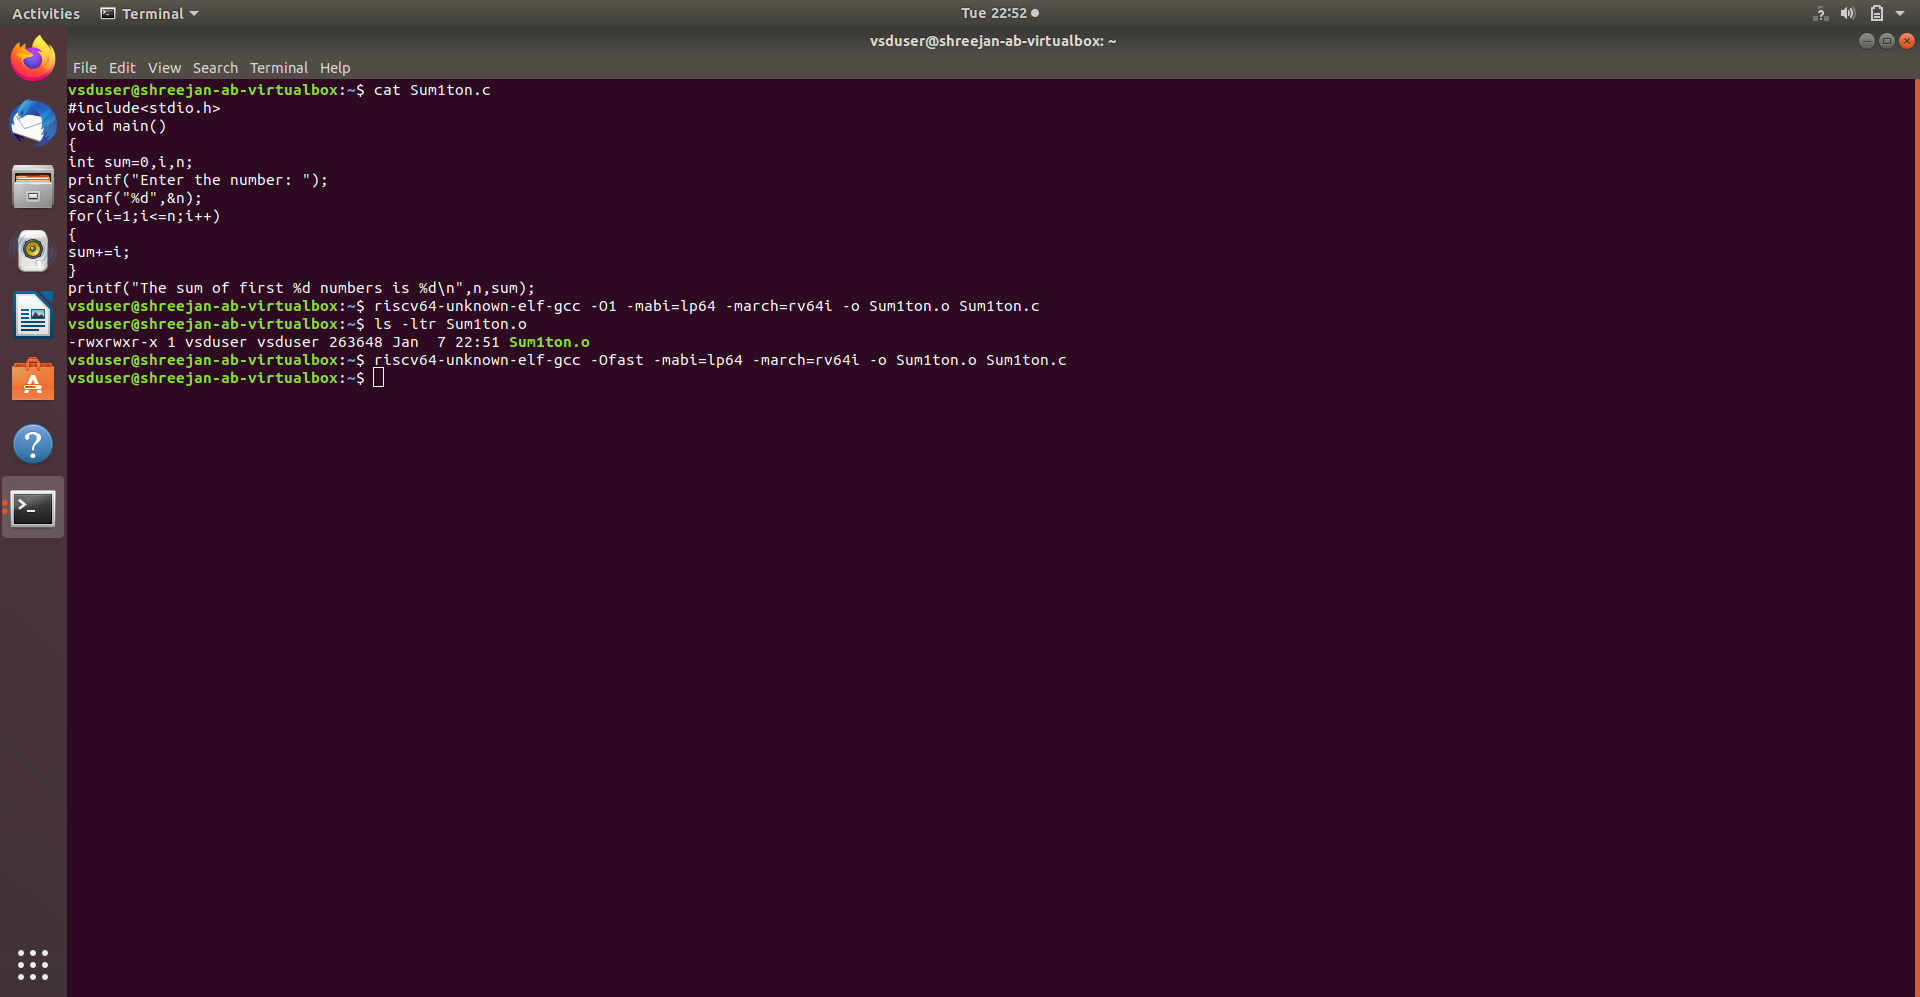 Activities Terminal Tue 22:52
vsduser@shreejan-ab-virtualbox: ~
File Edit View Search Terminal Help
vsduser@shreejan-ab-virtualbox:~$ cat Sum1ton.c
#include<stdio.h>
void main()
{
int sum=0,i,n;
printf("Enter the number: ");
scanf("%d",&n);
for(i=1;i<=n;i++)
{
sum+=i;
}
printf("The sum of first %d numbers is %d\n",n,sum);
vsduser@shreejan-ab-virtualbox:~$ riscv64-unknown-elf-gcc -O1 -mabi=lp64 -march=rv64i -o Sum1ton.o Sum1ton.c
vsduser@shreejan-ab-virtualbox:~$ ls -ltr Sum1ton.o
-rwxrwxr-x 1 vsduser vsduser 263648 Jan  7 22:51 Sum1ton.o
vsduser@shreejan-ab-virtualbox:~$ riscv64-unknown-elf-gcc -Ofast -mabi=lp64 -march=rv64i -o Sum1ton.o Sum1ton.c
vsduser@shreejan-ab-virtualbox:~$